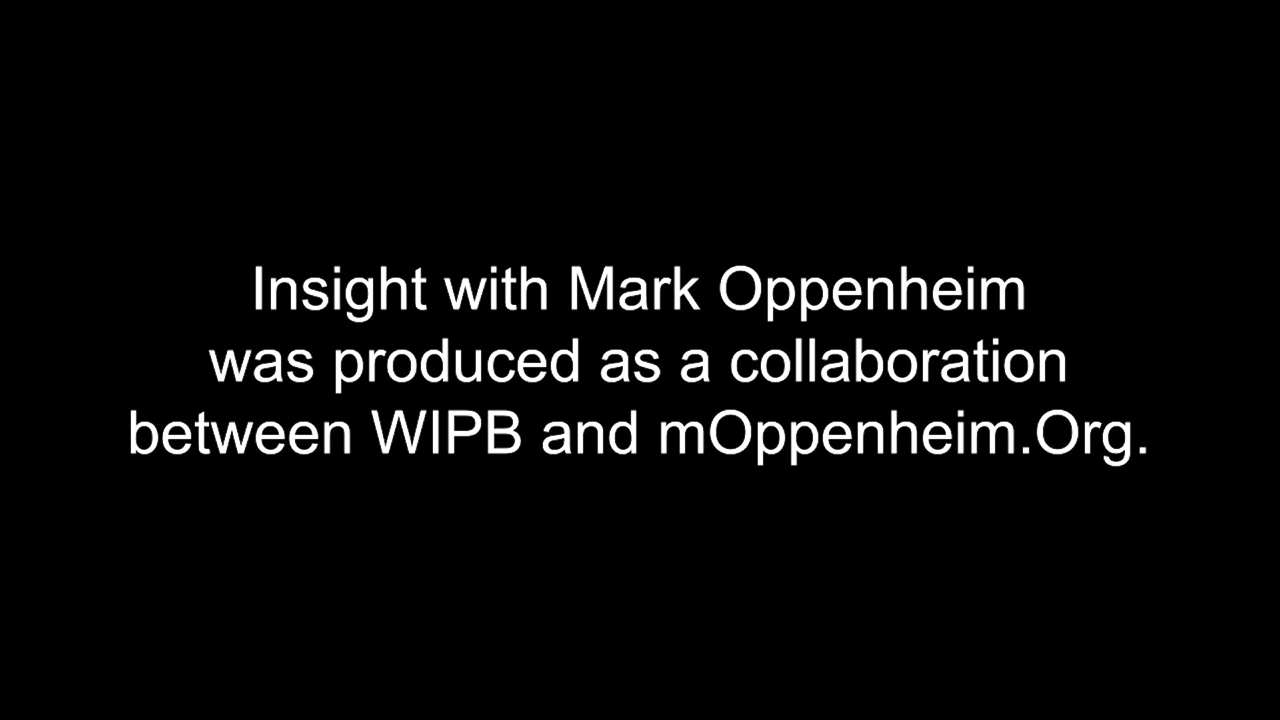 Insight with Mark Oppenheim
was produced as a collaboration
between WIPB and mOppenheim.Org.